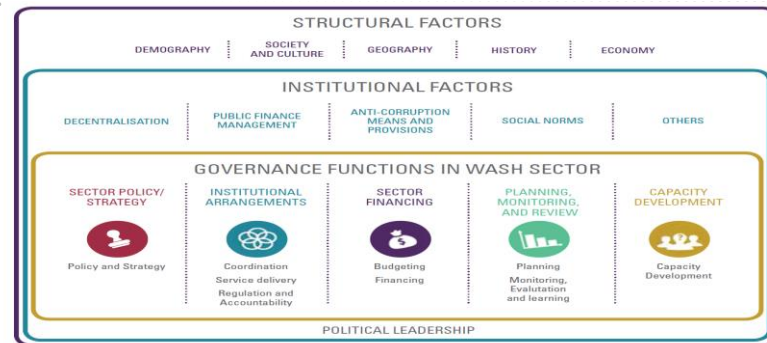 STRUCTURAL FACTORS
DEMOGRAPHY
SOCIETY
AND CULTURE
GEOGRAPHY
HISTORY
ECONOMY
INSTITUTIONAL FACTORS
DECENTRALISATION
PUBLIC FINANCE
MANAGEMENT
ANTI-CORRUPTION
MEANS AND
PROVISIONS
SOCIAL NORMS
OTHERS
GOVERNANCE FUNCTIONS IN WASH SECTOR
SECTOR POLICY/
STRATEGY
Policy and Strategy
INSTITUTIONAL
ARRANGEMENTS
Coordination
Service delivery
Regulation and
Accountability
SECTOR
FINANCING
$
Budgeting
Financing
PLANNING,
MONITORING,
AND REVIEW
Planning
Monitoring,
Evalutation
and learning
CAPACITY
DEVELOPMENT
Capacity
Development
POLITICAL LEADERSHIP